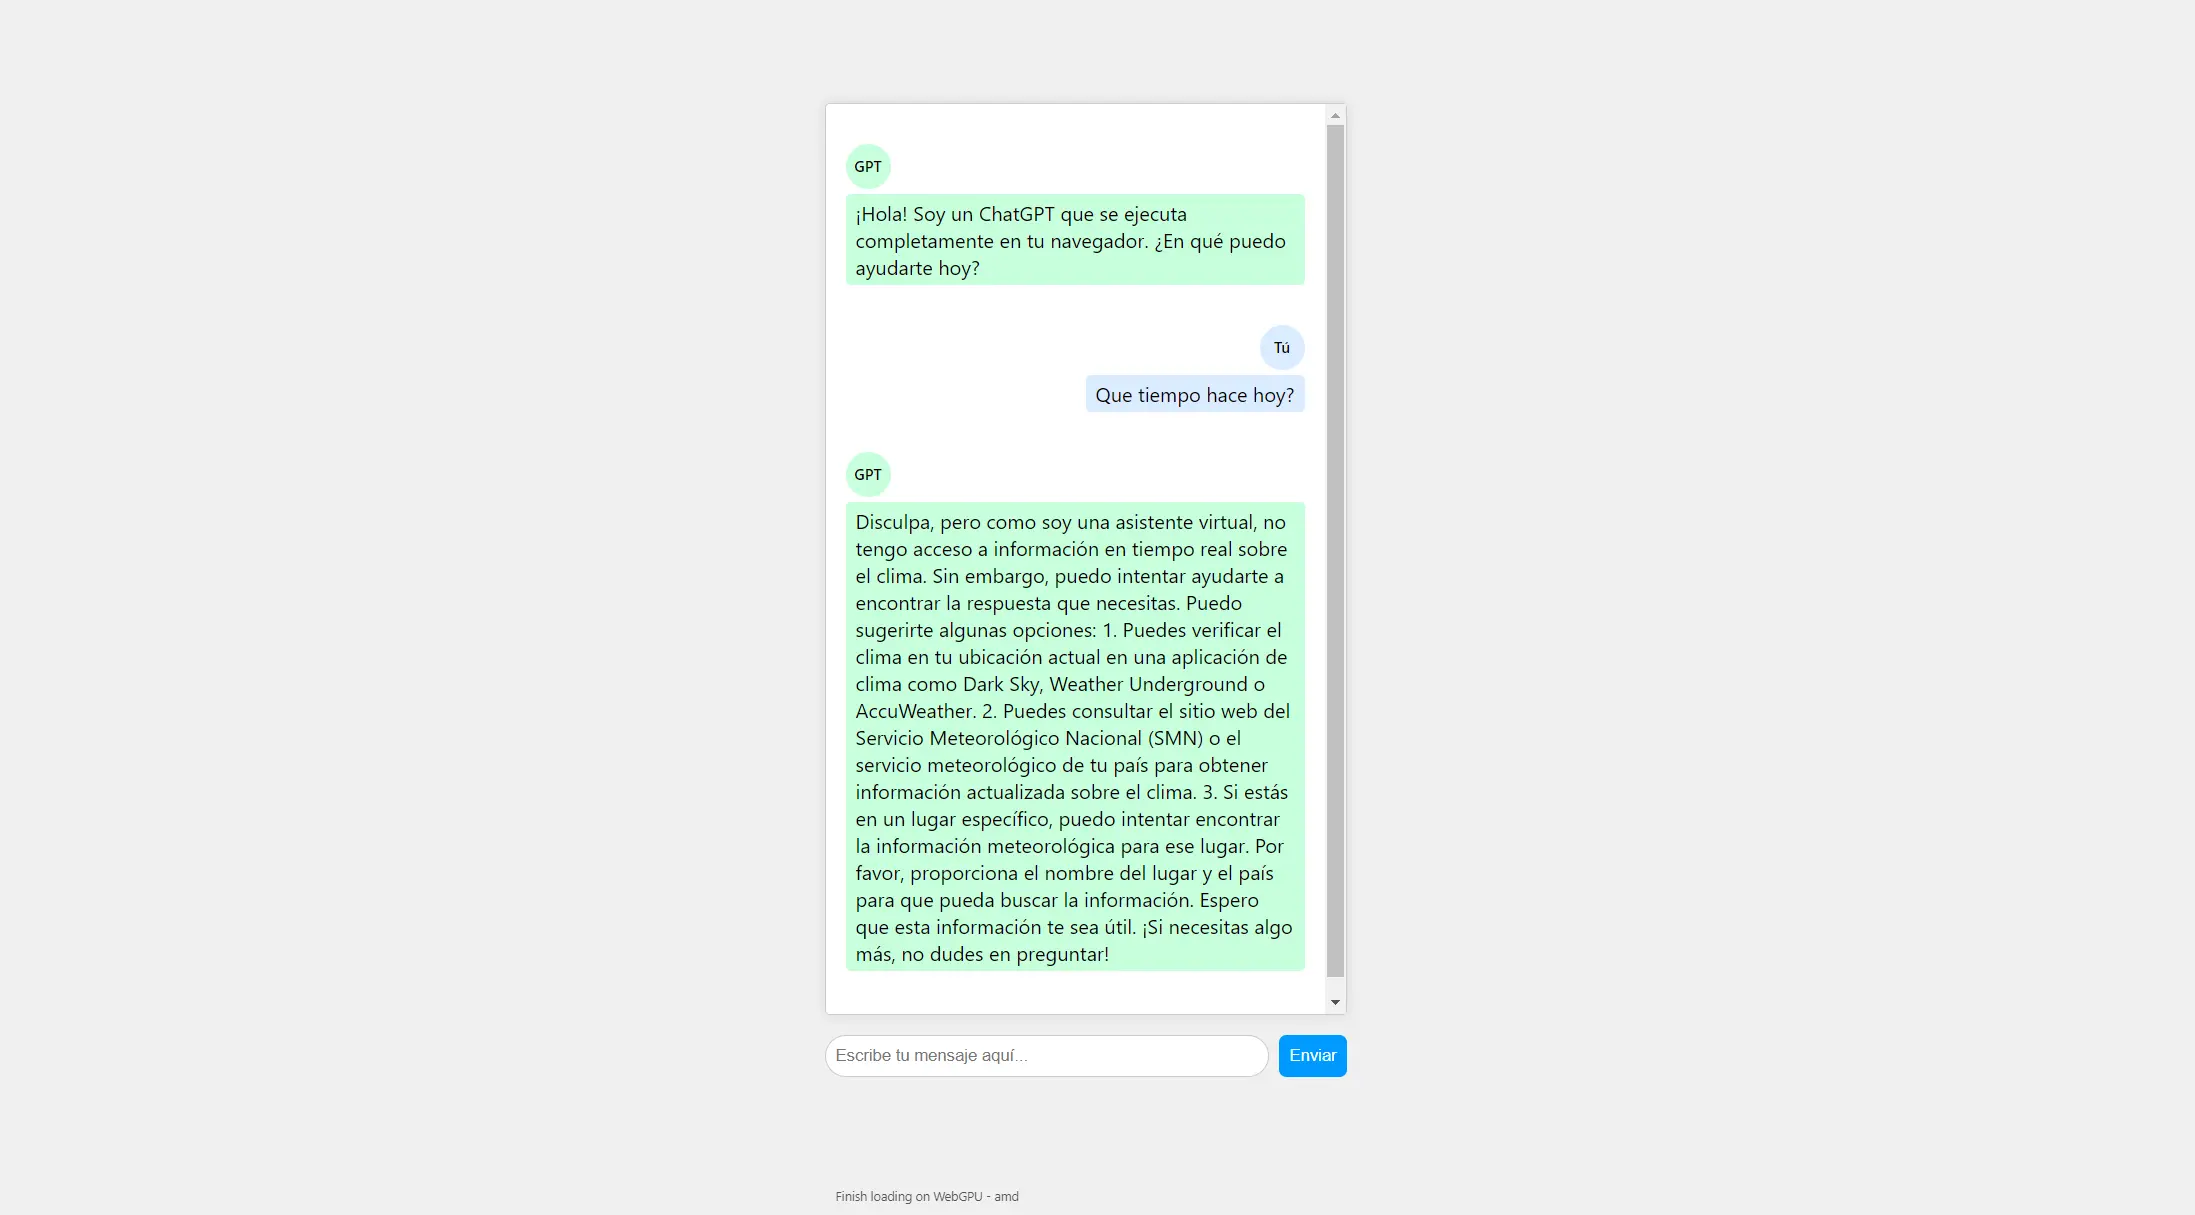 GPT
¡Hola! Soy un ChatGPT que se ejecuta
completamente en tu navegador. ¿En qué puedo
ayudarte hoy?
Tú
Que tiempo hace hoy?
GPT
Disculpa, pero como soy una asistente virtual, no
tengo acceso a información en tiempo real sobre
el clima. Sin embargo, puedo intentar ayudarte a
encontrar la respuesta que necesitas. Puedo
sugerirte algunas opciones: 1. Puedes verificar el
clima en tu ubicación actual en una aplicación de
clima como Dark Sky, Weather Underground o
AccuWeather. 2. Puedes consultar el sitio web del
Servicio Meteorológico Nacional (SMN) o el
servicio meteorológico de tu país para obtener
información actualizada sobre el clima. 3. Si estás
en un lugar específico, puedo intentar encontrar
la información meteorológica para ese lugar. Por
favor, proporciona el nombre del lugar y el país
para que pueda buscar la información. Espero
que esta información te sea útil. ¡Si necesitas algo
más, no dudes en preguntar!
Escribe tu mensaje aquí...
Enviar
Finish loading on WebGPU - amd